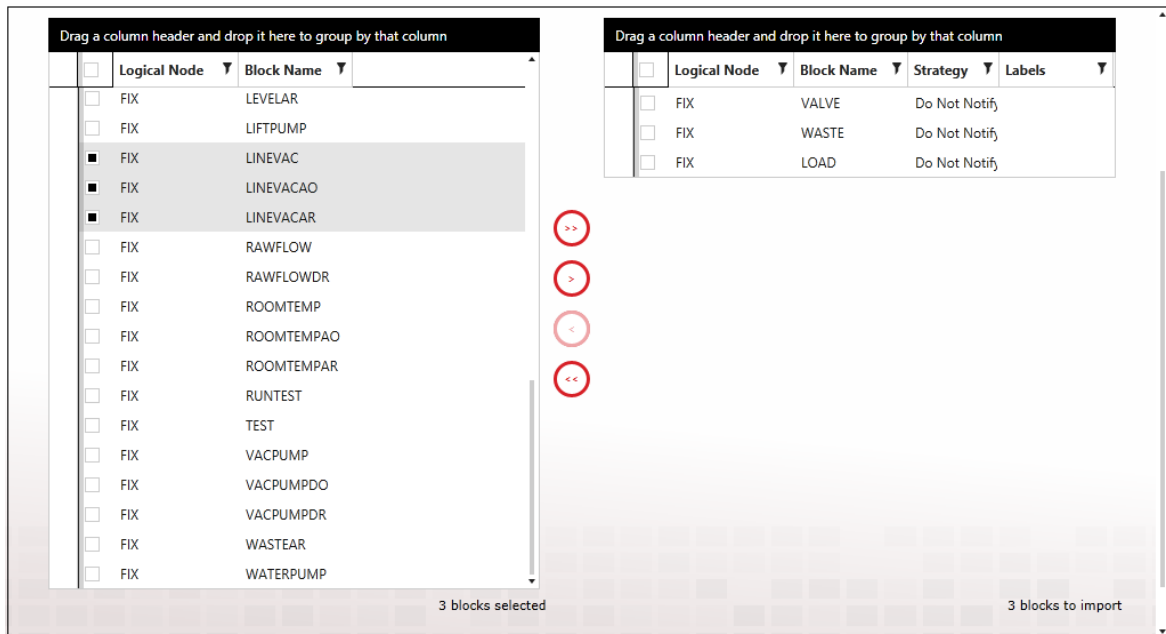 Drag a column header and drop it here to group by that column
Logical Node Block Name
FIX LEVELAR
FIX LIFTPUMP
FIX LINEVAC
FIX LINEVACAO
FIX LINEVACAR
FIX RAWFLOW
FIX RAWFLOWDR
FIX ROOMTEMP
FIX ROOMTEMPAO
FIX ROOMTEMPAR
FIX RUNTEST
FIX TEST
FIX VACPUMP
FIX VACPUMPDO
FIX VACPUMPDR
FIX WASTEAR
FIX WATERPUMP
3 blocks selected
>>
>
<
<<
Drag a column header and drop it here to group by that column
Logical Node Block Name Strategy Labels
FIX VALVE Do Not Notify
FIX WASTE Do Not Notify
FIX LOAD Do Not Notify
3 blocks to import